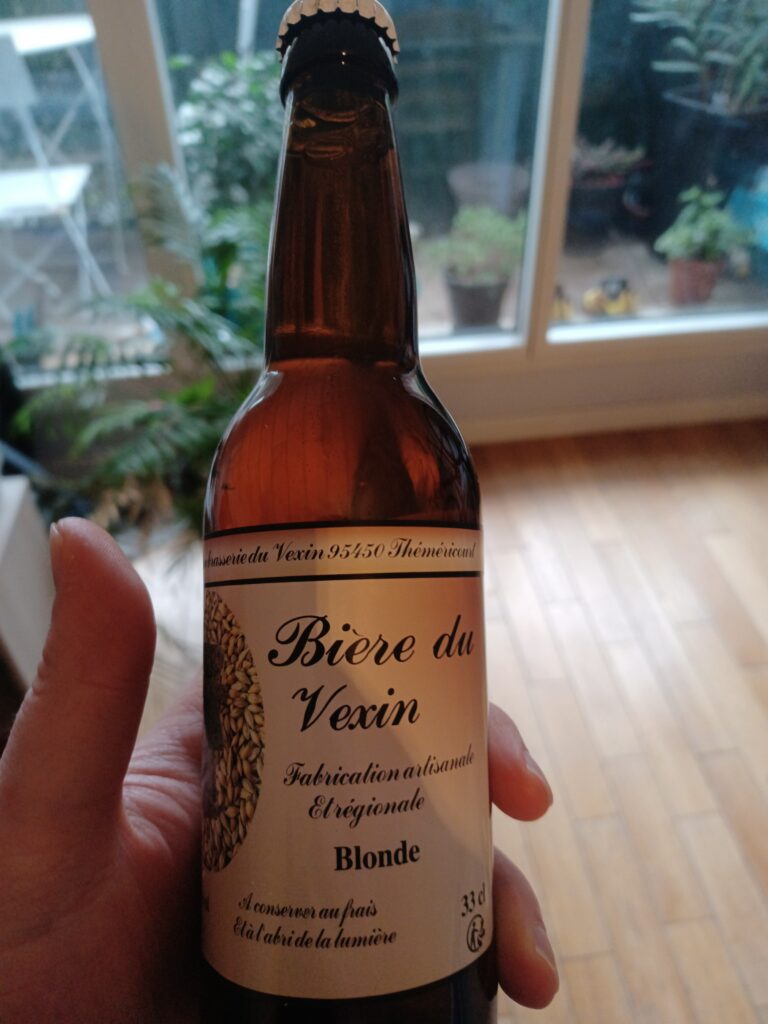 brasserie du Vexin 95450 Théméricourt
Bière du
Vexin
Fabrication artisanale
Et régionale
Blonde
A conserver au frais
Et à l'abri de la lumière
33 cl